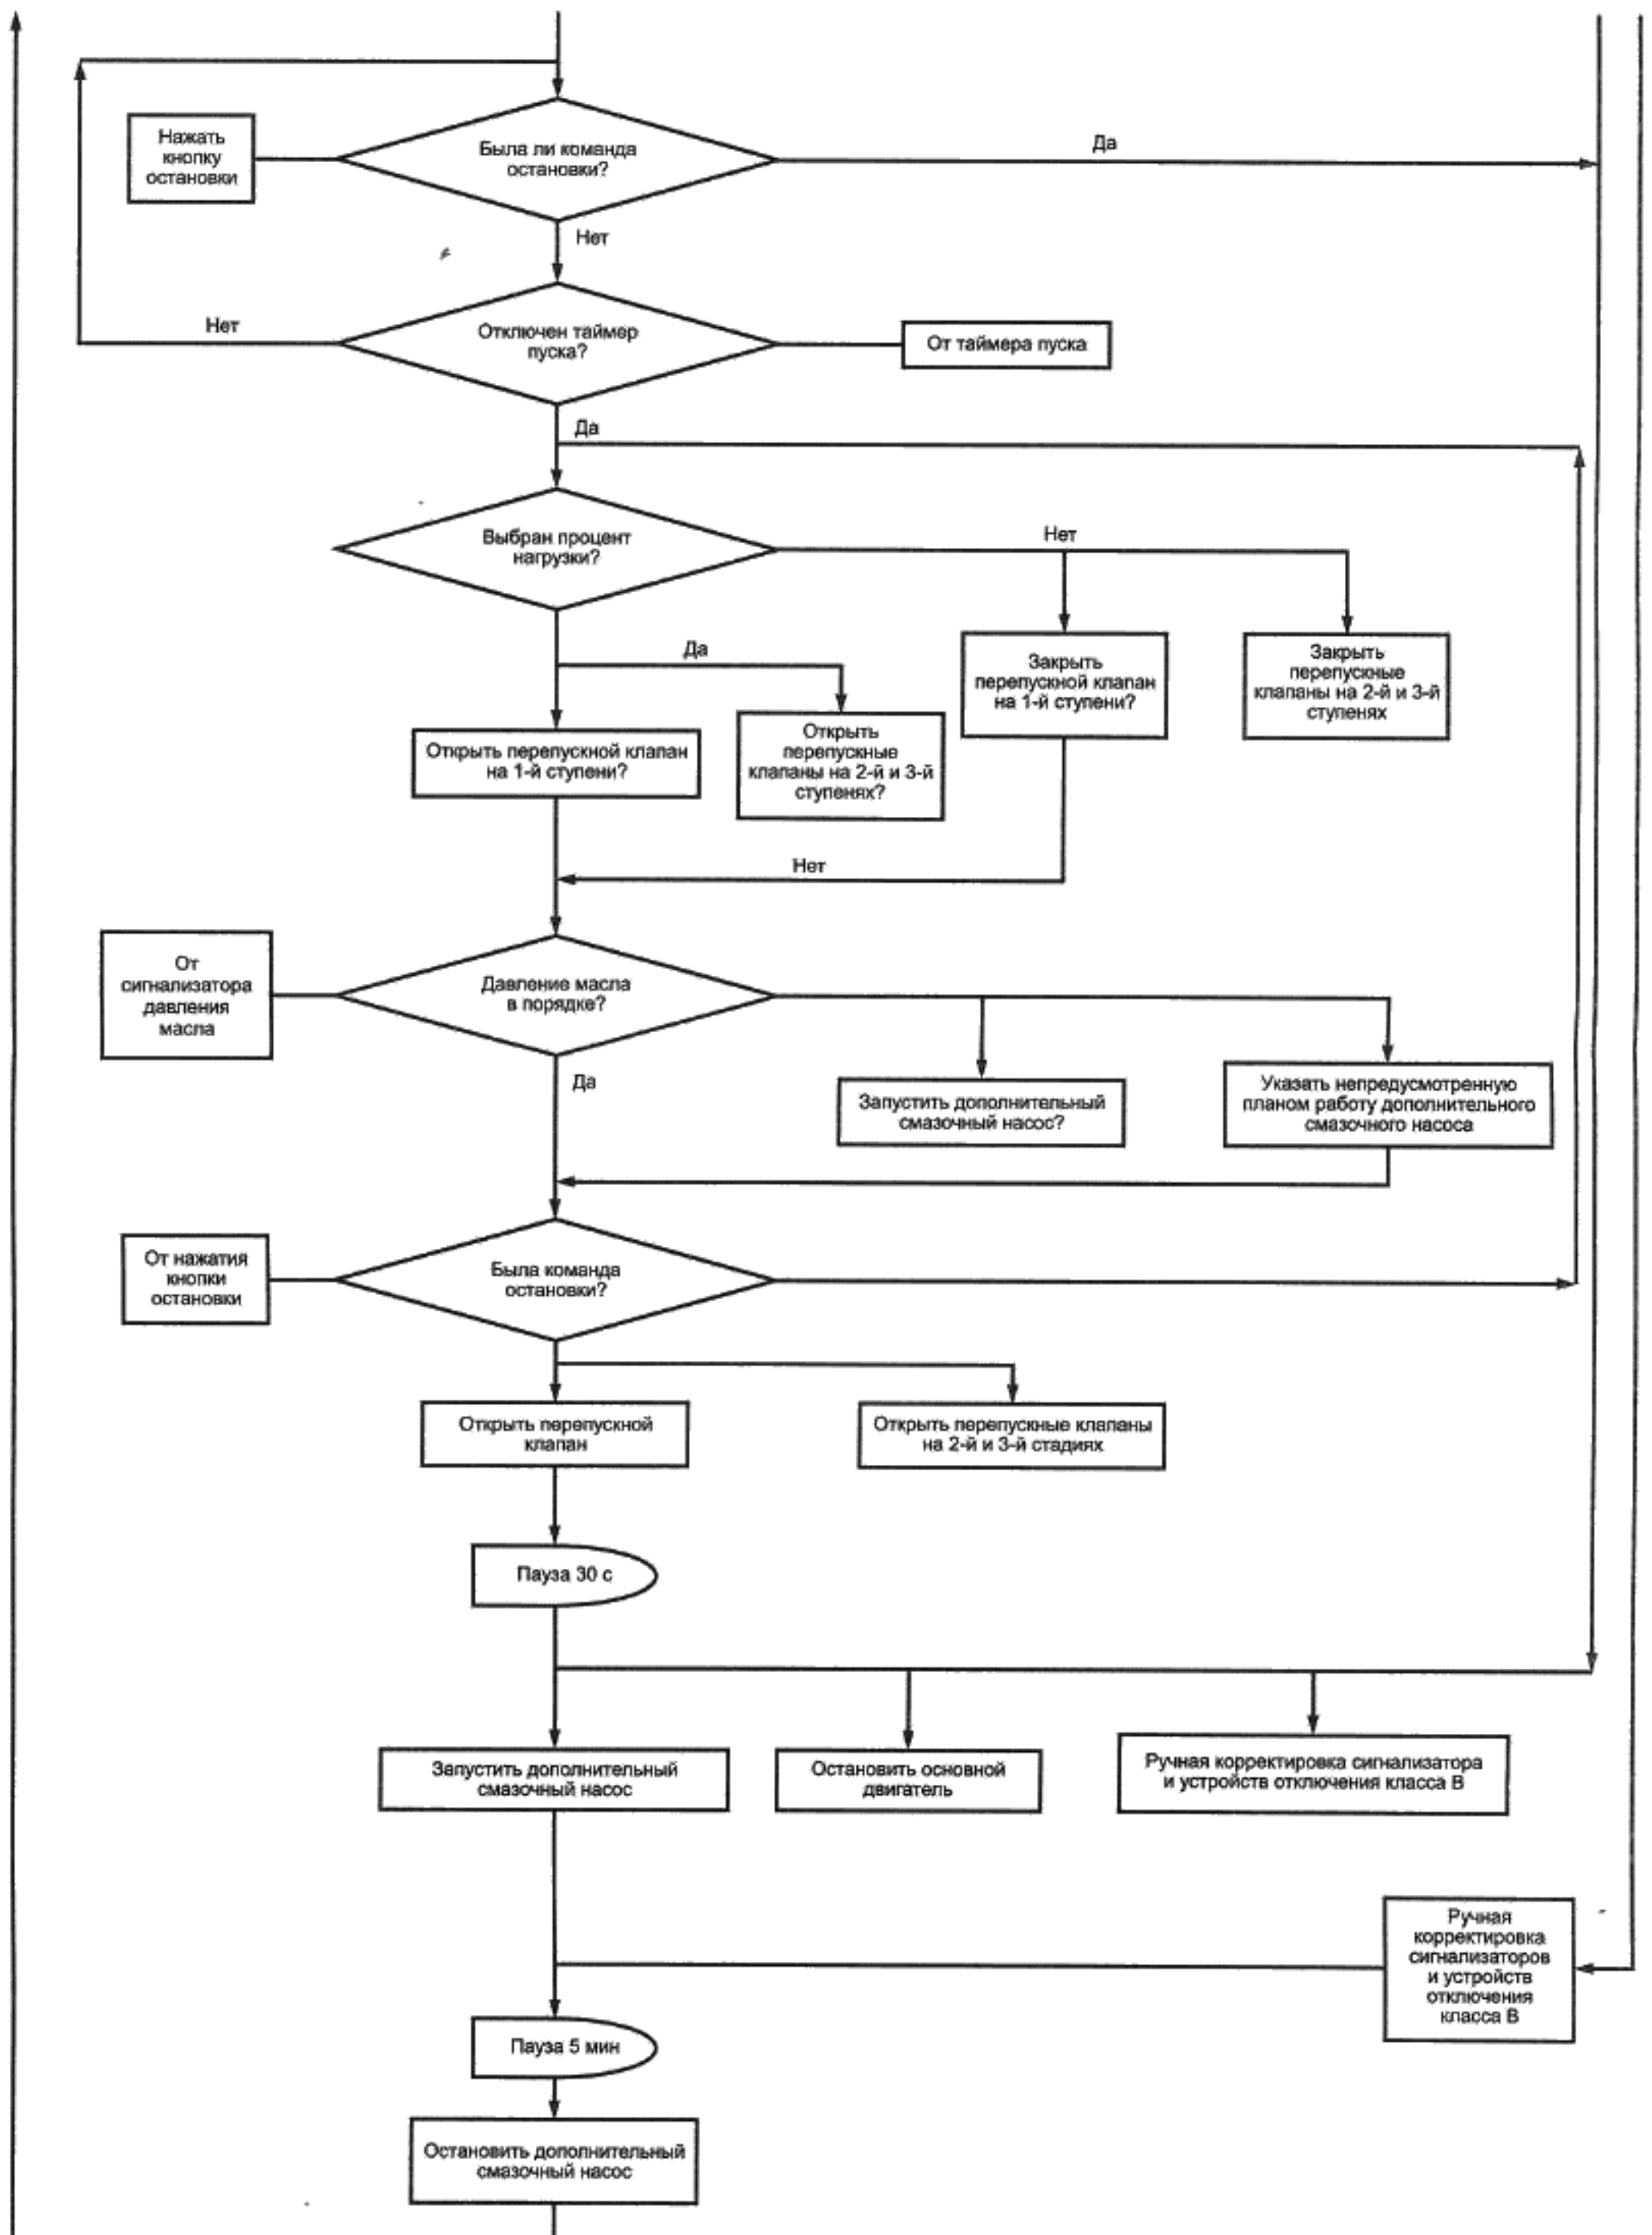 Нажать
кнопку
остановки
Была ли команда
остановки?
Да
Нет
Нет
Отключен таймер
пуска?
От таймера пуска
Да
Выбран процент
нагрузки?
Нет
Да
Закрыть
перепускной клапан
на 1-й ступени?
Закрыть
перепускные
клапаны на 2-й и 3-й
ступенях
Открыть перепускной клапан
на 1-й ступени?
Открыть
перепускные
клапаны на 2-й и 3-й
ступенях?
Нет
От
сигнализатора
давления
масла
Давление масла
в порядке?
Да
Запустить дополнительный
смазочный насос?
Указать непредусмотренную
планом работу дополнительного
смазочного насоса
От нажатия
кнопки
остановки
Была команда
остановки?
Открыть перепускной
клапан
Открыть перепускные клапаны
на 2-й и 3-й стадиях
Пауза 30 с
Запустить дополнительный
смазочный насос
Остановить основной
двигатель
Ручная корректировка сигнализатора
и устройств отключения класса В
Ручная
корректировка
сигнализаторов
и устройств
отключения
класса В
Пауза 5 мин
Остановить дополнительный
смазочный насос